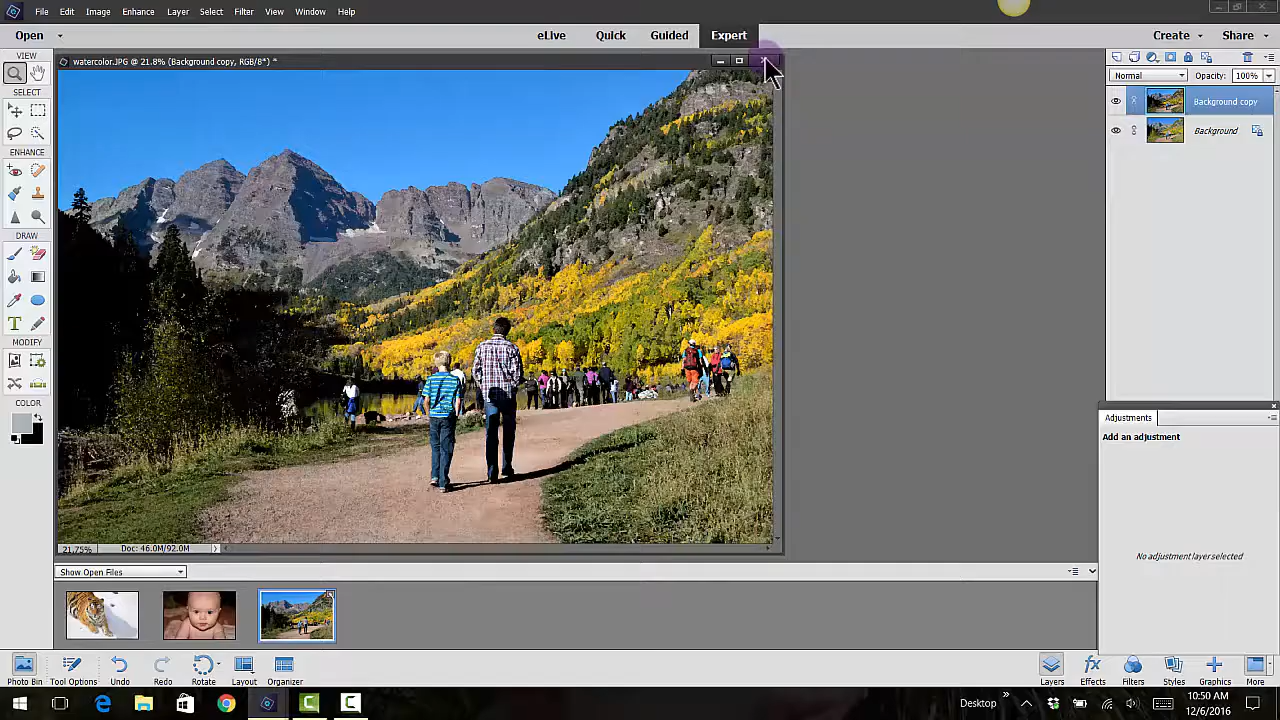 File Edit Image Enhance Layer Select Filter View Window Help
Open eLive Quick Guided Expert Create Share
VIEW
watercolor.JPG @ 21.8% (Background copy, RGB/8*) *
Normal Opacity: 100%
SELECT
Background copy
Background
ENHANCE
DRAW
T
MODIFY
COLOR
Adjustments
Add an adjustment
No adjustment layer selected
21.75% Doc: 46.0M/92.0M
Show Open Files
Photo Bin Tool Options Undo Redo Rotate Layout Organizer Layers Effects Filters Styles Graphics More
fx
Desktop
10:50 AM
12/6/2016